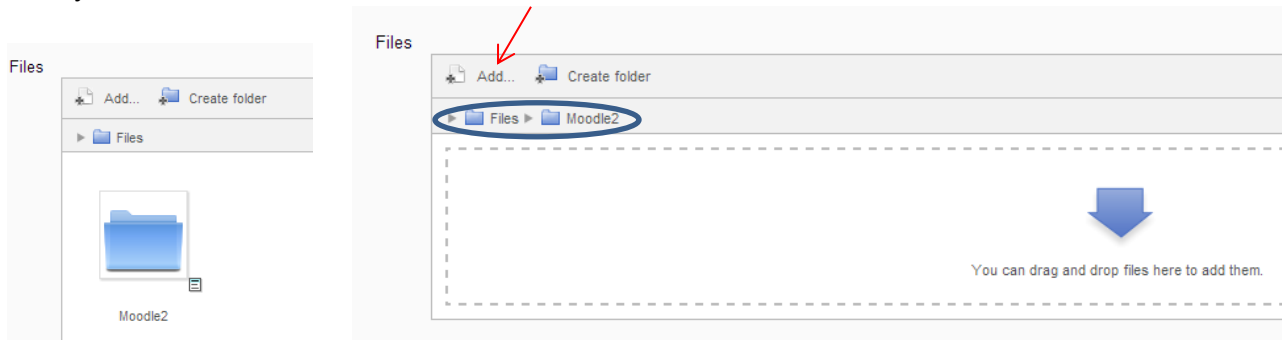 Files
Add... Create folder
Files
Moodle2
Files
Add... Create folder
Files Moodle2
You can drag and drop files here to add them.